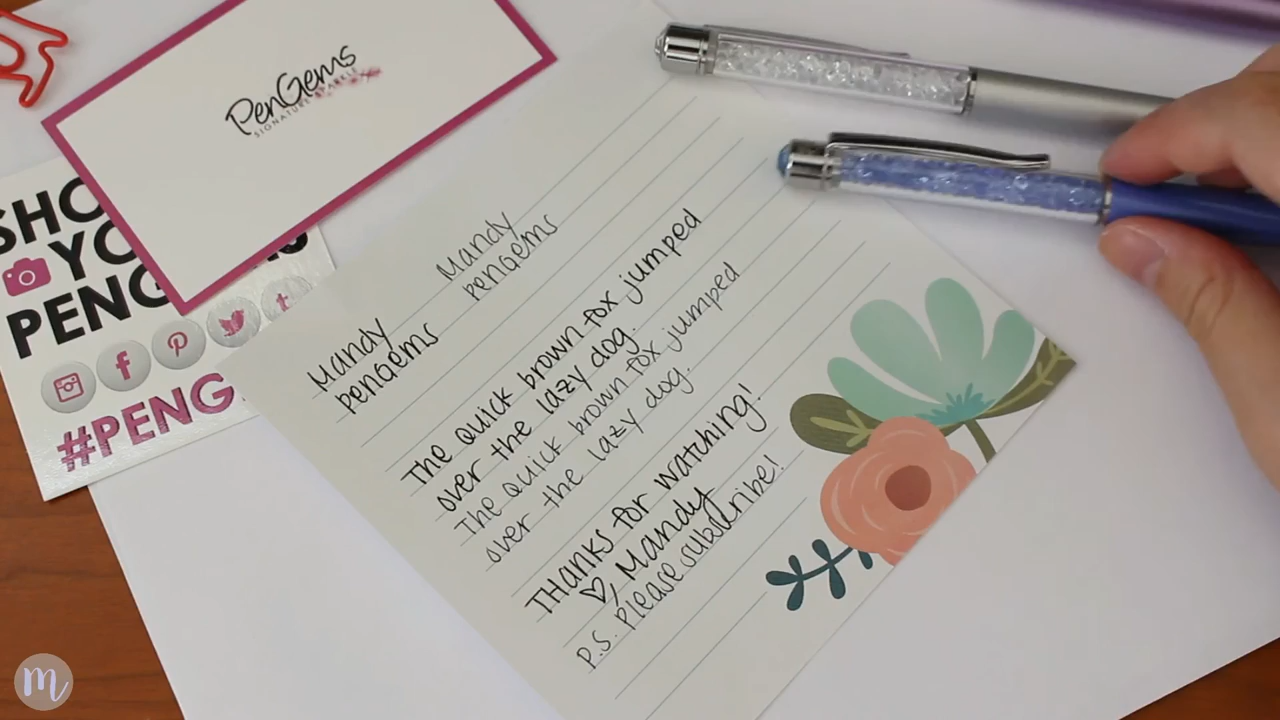 PenGems
SIGNATURE SPARKLE
SHO
YO
PENG
#PENG
Mandy
pengems
Mandy
pengems
The quick brown fox jumped
over the lazy dog.
The quick brown fox jumped
over the lazy dog.
THanks for watching!
♡, Mandy
P.S. Please subscribe!
m